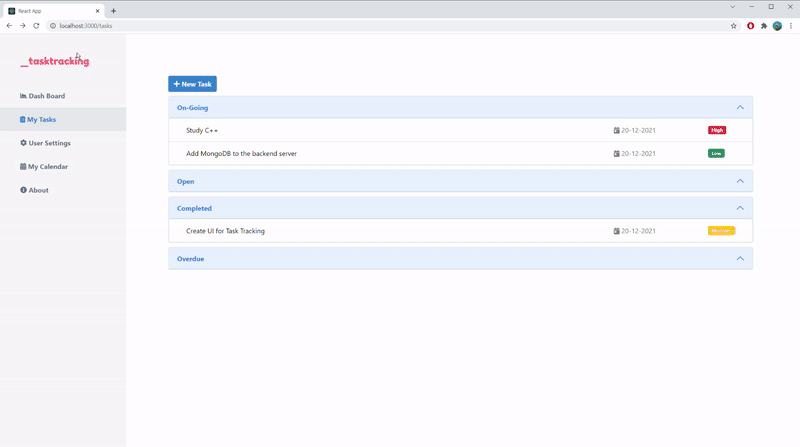 React App
localhost:3000/tasks
_tasktracking
Dash Board
My Tasks
User Settings
My Calendar
About
New Task
On-Going
Study C++ 20-12-2021 High
Add MongoDB to the backend server 20-12-2021 Low
Open
Completed
Create UI for Task Tracking 20-12-2021
Overdue